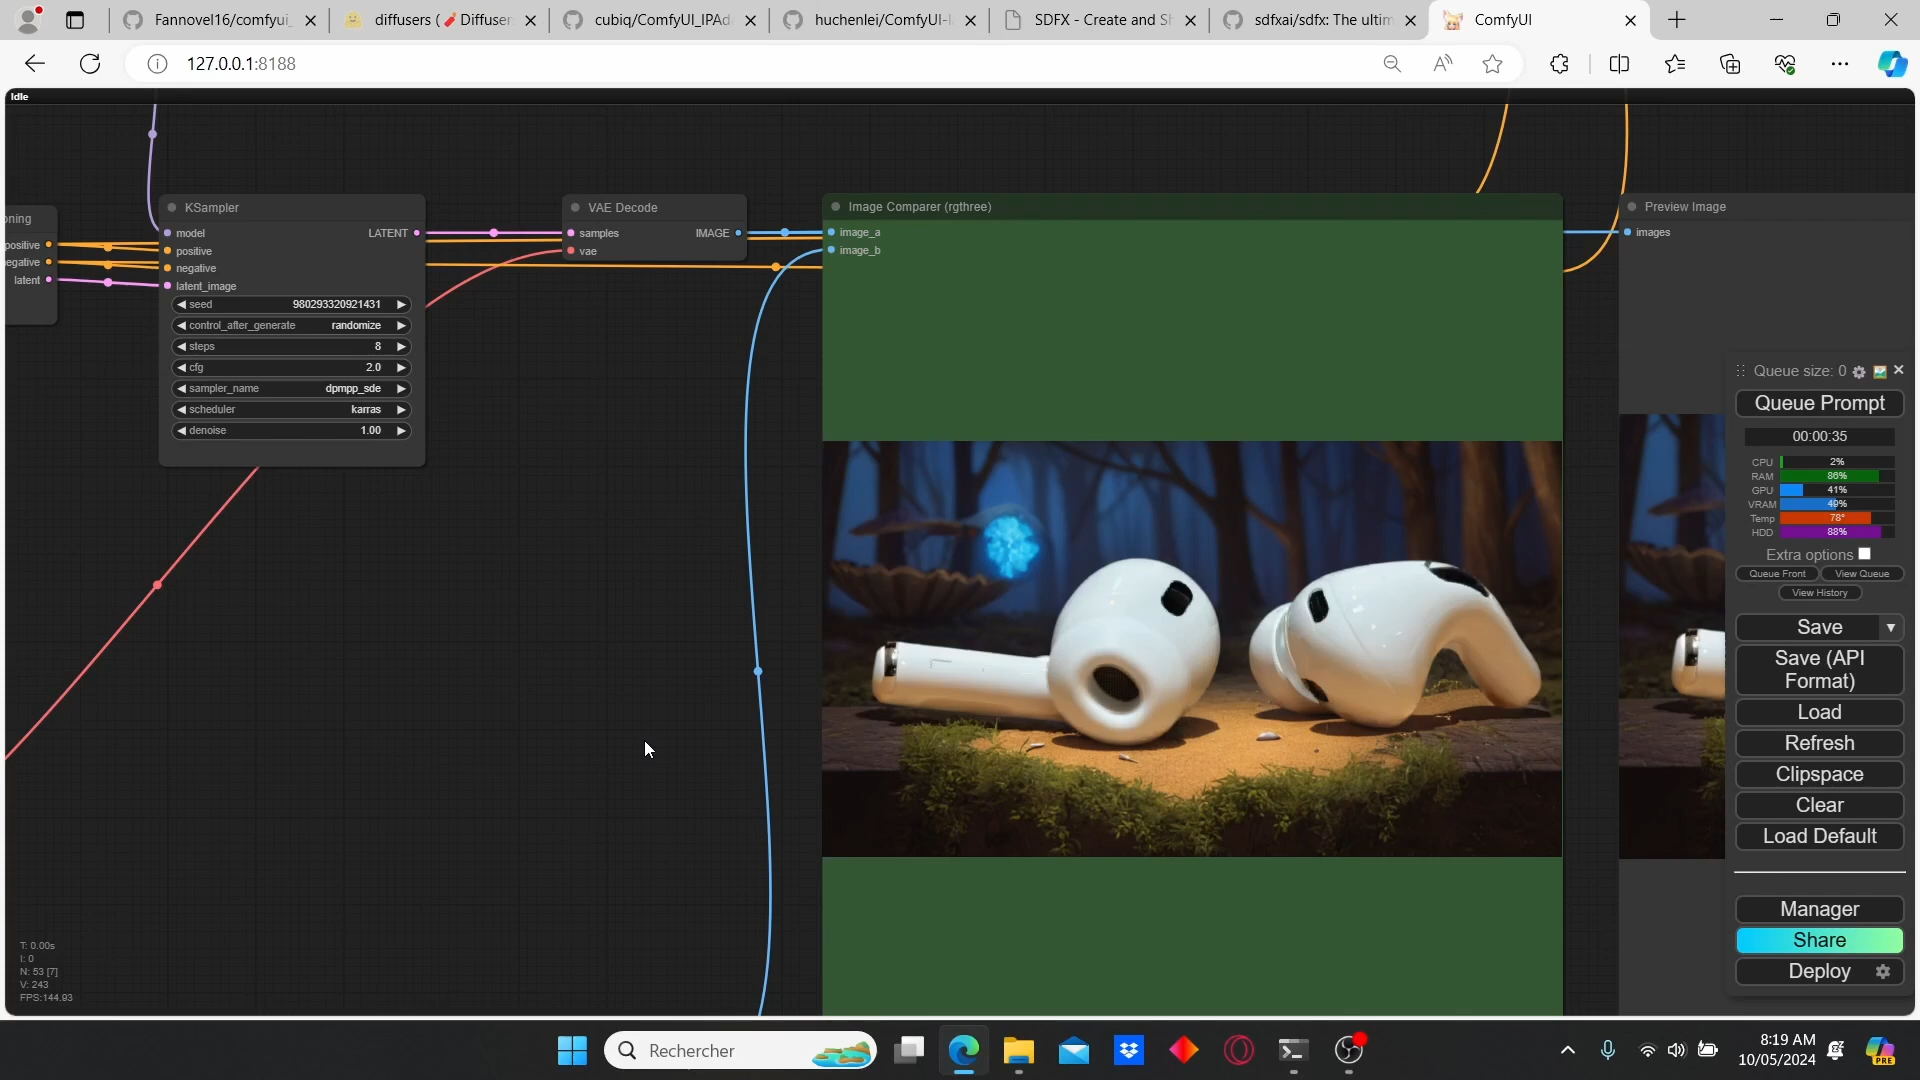 Fannovel16/comfyui_
diffusers (🧨Diffuser
cubiq/ComfyUI_IPAd
huchenlei/ComfyUI-l
SDFX - Create and S
sdfxai/sdfx: The ultim
ComfyUI
127.0.0.1:8188
Idle
oning
positive
negative
latent
KSampler
model
LATENT
positive
negative
latent_image
seed 980293320921431
control_after_generate randomize
steps 8
cfg 2.0
sampler_name dpmpp_sde
scheduler karras
denoise 1.00
VAE Decode
samples
IMAGE
vae
Image Comparer (rgthree)
image_a
image_b
Preview Image
images
Queue size: 0
Queue Prompt
00:00:35
CPU 2%
RAM 86%
GPU 41%
VRAM 49%
Temp 78°
HDD 88%
Extra options
Queue Front
View Queue
View History
Save
Save (API
Format)
Load
Refresh
Clipspace
Clear
Load Default
Manager
Share
Deploy
T: 0.00s
I: 0
N: 53 [7]
V: 243
FPS:144.93
Rechercher
8:19 AM
10/05/2024
PRE